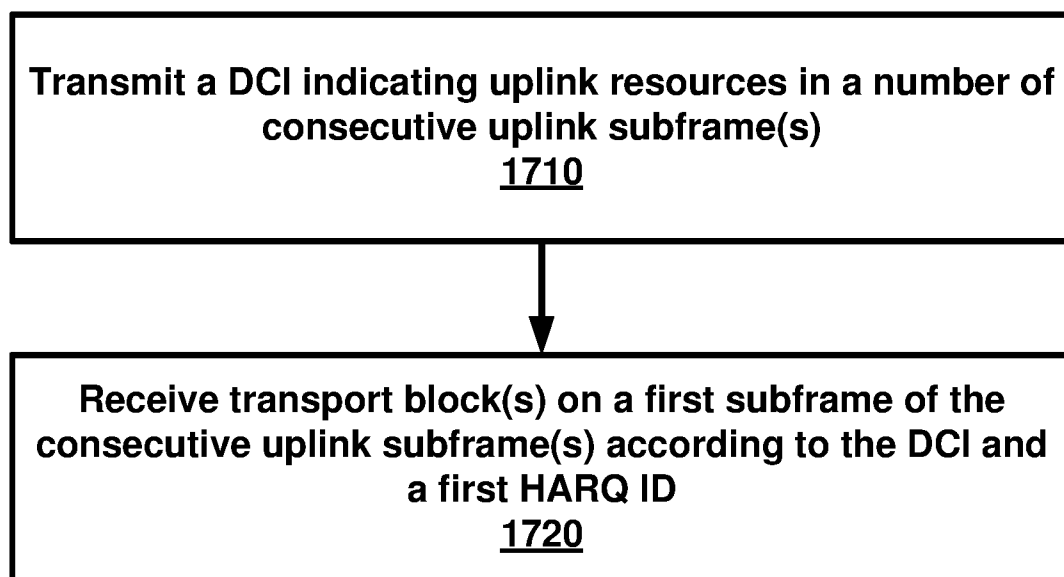 Transmit a DCI indicating uplink resources in a number of
consecutive uplink subframe(s)
1710
Receive transport block(s) on a first subframe of the
consecutive uplink subframe(s) according to the DCI and
a first HARQ ID
1720